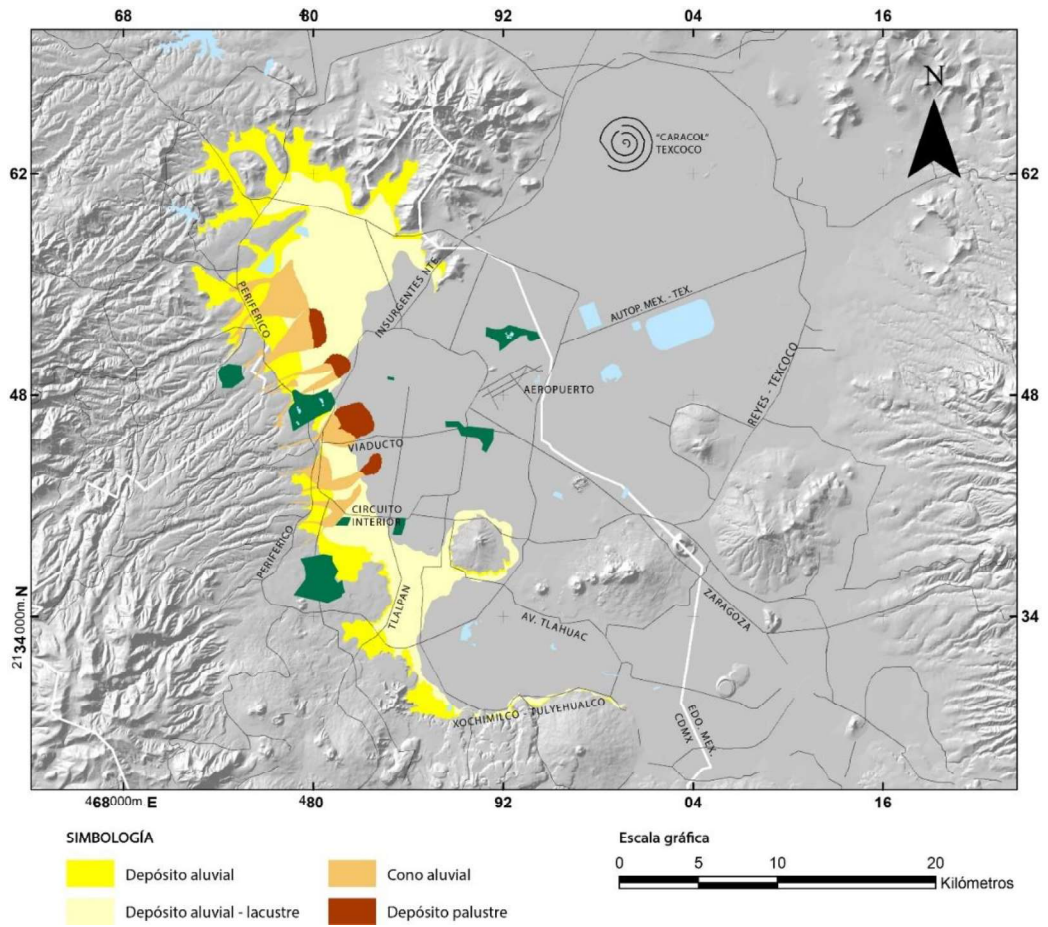 68 80 92 04 16
N
"CARACOL"
TEXCOCO
62 62
PERIFERICO
INSURGENTES NTE.
AUTOP. MEX. - TEX.
REYES - TEXCOCO
AEROPUERTO
48 48
VIADUCTO
CIRCUITO
INTERIOR
PERIFERICO
TLALPAN
AV. TLAHUAC
ZARAGOZA
2134000m. N 34
XOCHIMILCO - TULYEHUALCO
EDO. MEX.
CDMX
468000m E 480 92 04 16
SIMBOLOGÍA
Depósito aluvial
Cono aluvial
Depósito aluvial - lacustre
Depósito palustre
Escala gráfica
0 5 10 20
Kilómetros